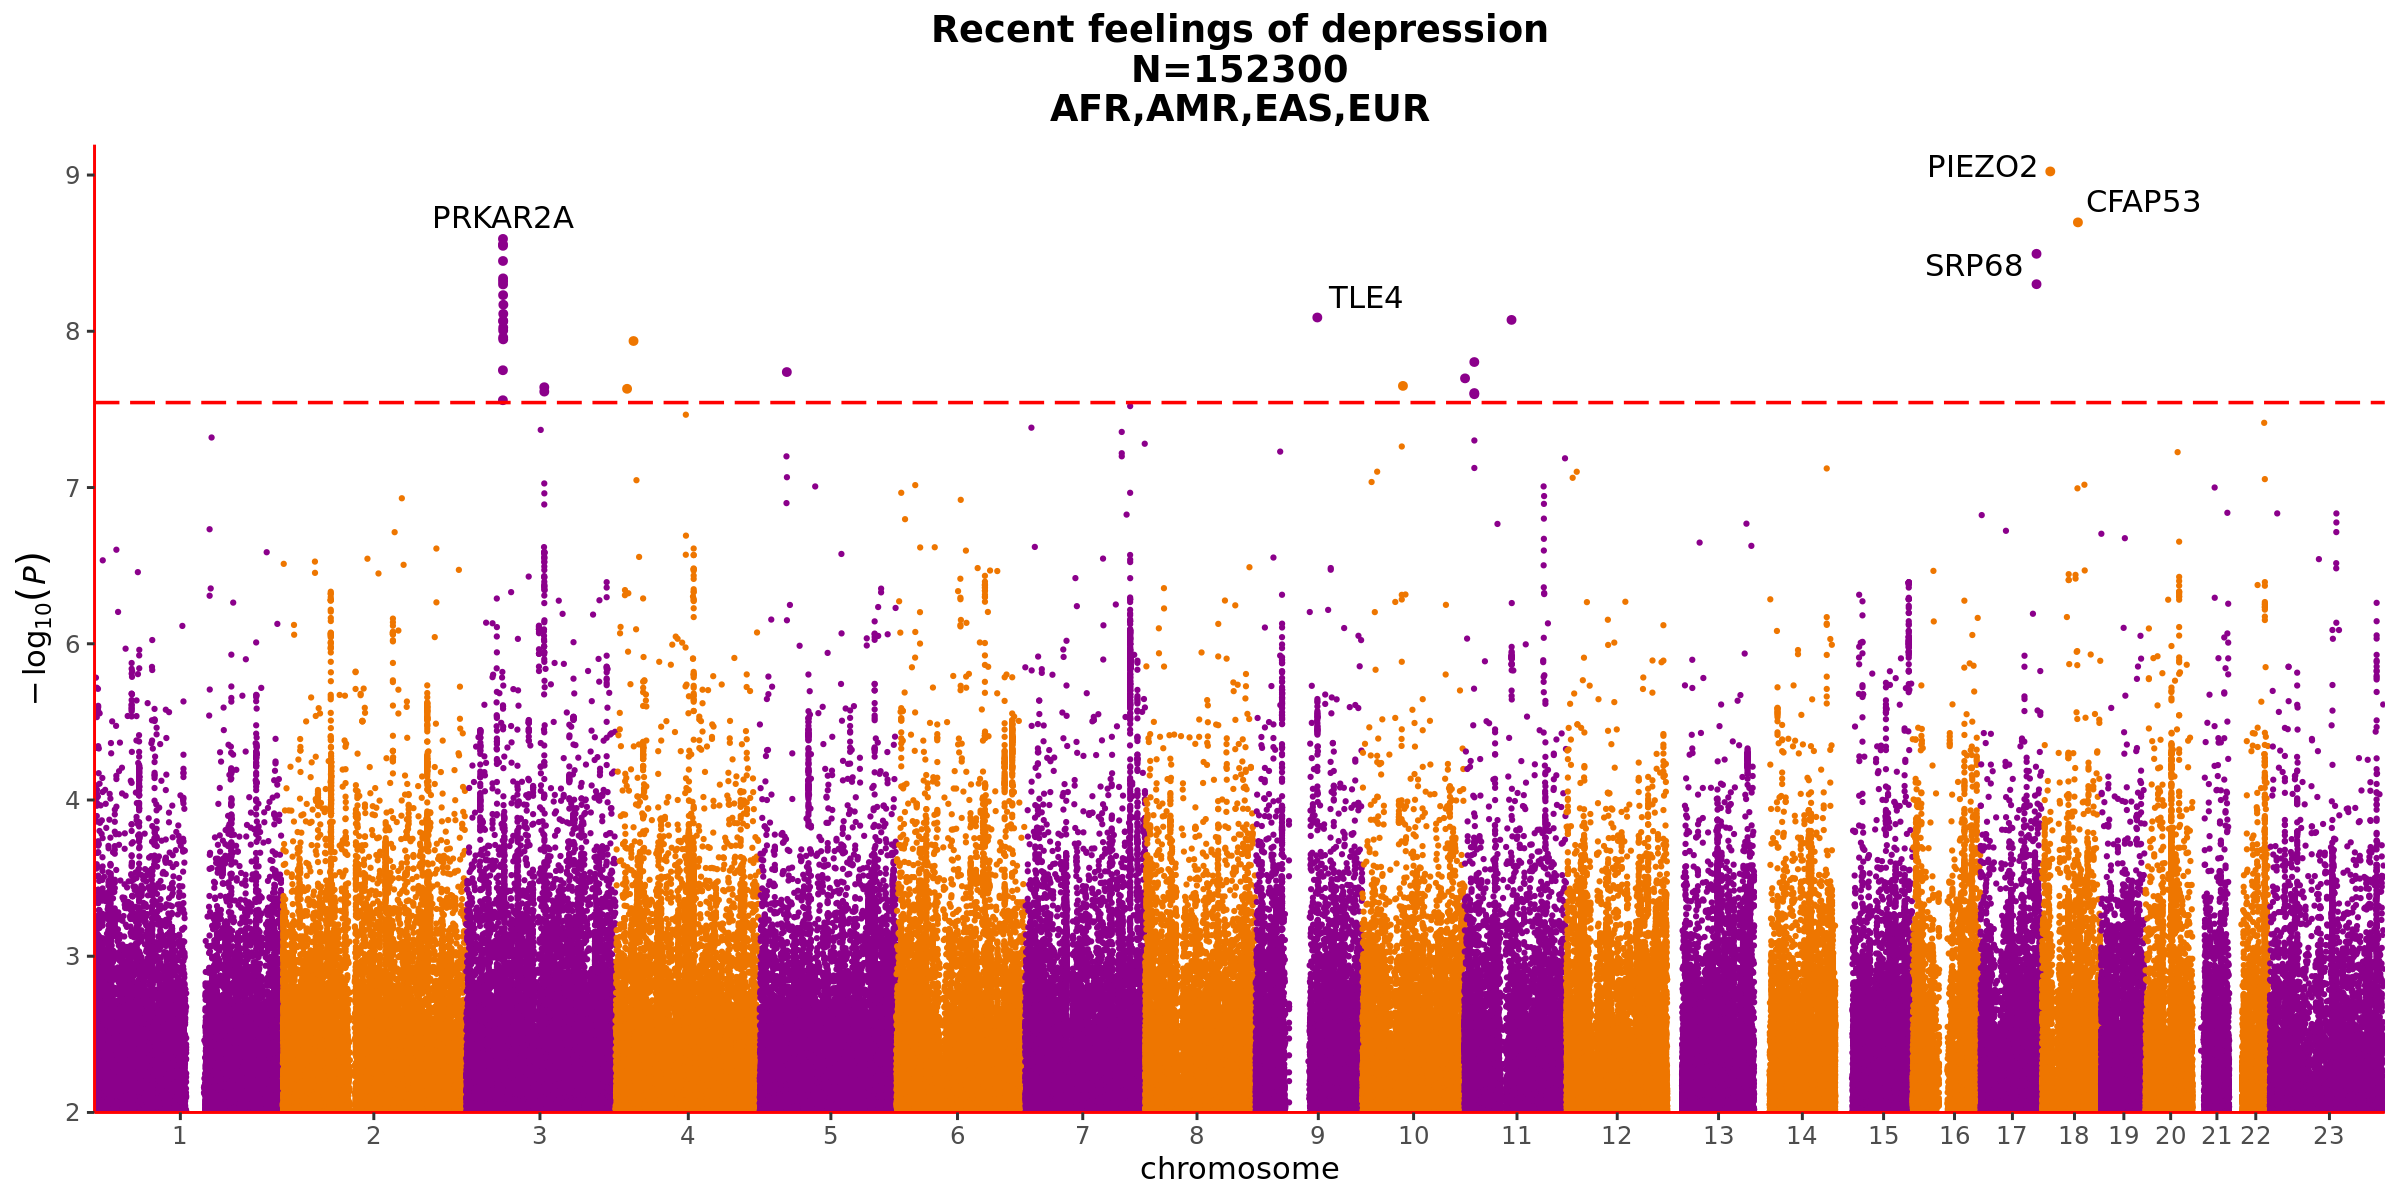 Recent feelings of depression
N=152300
AFR,AMR,EAS,EUR
9
8
7
6
4
3
2
−log10(P)
PRKAR2A
TLE4
PIEZO2
CFAP53
SRP68
1 2 3 4 5 6 7 8 9 10 11 12 13 14 15 16 17 18 19 20 21 22 23
chromosome